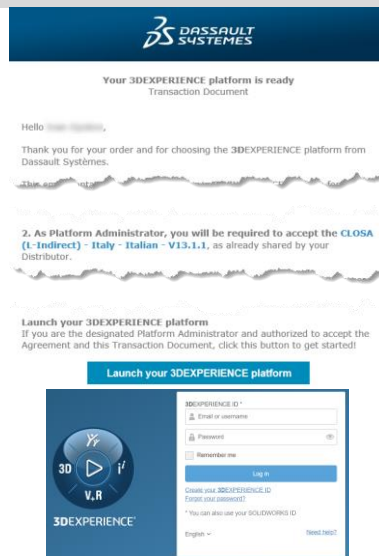 DASSAULT
SYSTEMES
Your 3DEXPERIENCE platform is ready
Transaction Document
Hello
Thank you for your order and for choosing the 3DEXPERIENCE platform from
Dassault Systèmes.
2. As Platform Administrator, you will be required to accept the CLOSA
(L-Indirect) - Italy - Italian - V13.1.1, as already shared by your
Distributor.
Launch your 3DEXPERIENCE platform
If you are the designated Platform Administrator and authorized to accept the
Agreement and this Transaction Document, click this button to get started!
Launch your 3DEXPERIENCE platform
3D
V.R
3DEXPERIENCE
3DEXPERIENCE ID *
Email or username
Password
Remember me
Log in
Create your 3DEXPERIENCE ID
Forgot your password?
* You can also use your SOLIDWORKS ID
English
Need help?